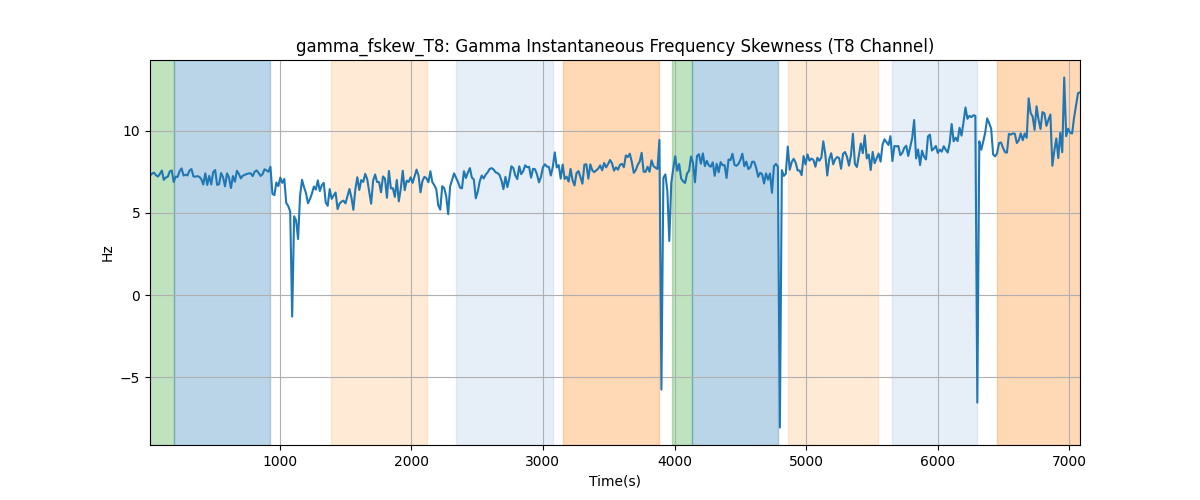 gamma_fskew_T8: Gamma Instantaneous Frequency Skewness (T8 Channel)
10
5
0
−5
Hz
1000 2000 3000 4000 5000 6000 7000
Time(s)